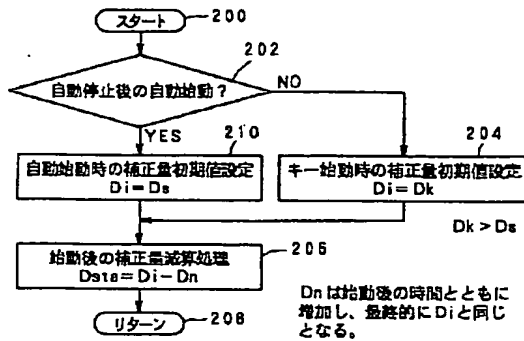 スタート
200
202
自動停止後の自動始動?
NO
YES
210
204
自動始動時の補正量初期値設定
Di=Ds
キー始動時の補正量初期値設定
Di=Dk
Dk>Ds
206
始動後の補正量減算処理
Dsta=Di-Dn
リターン
208
Dnは始動後の時間とともに
増加し、最終的にDiと同じ
となる。